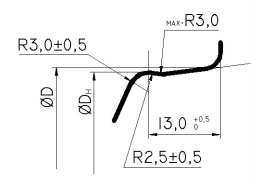 MAX. R3,0
R3,0±0,5
ØD
ØDH
13,0 +0,5 0
R2,5±0,5